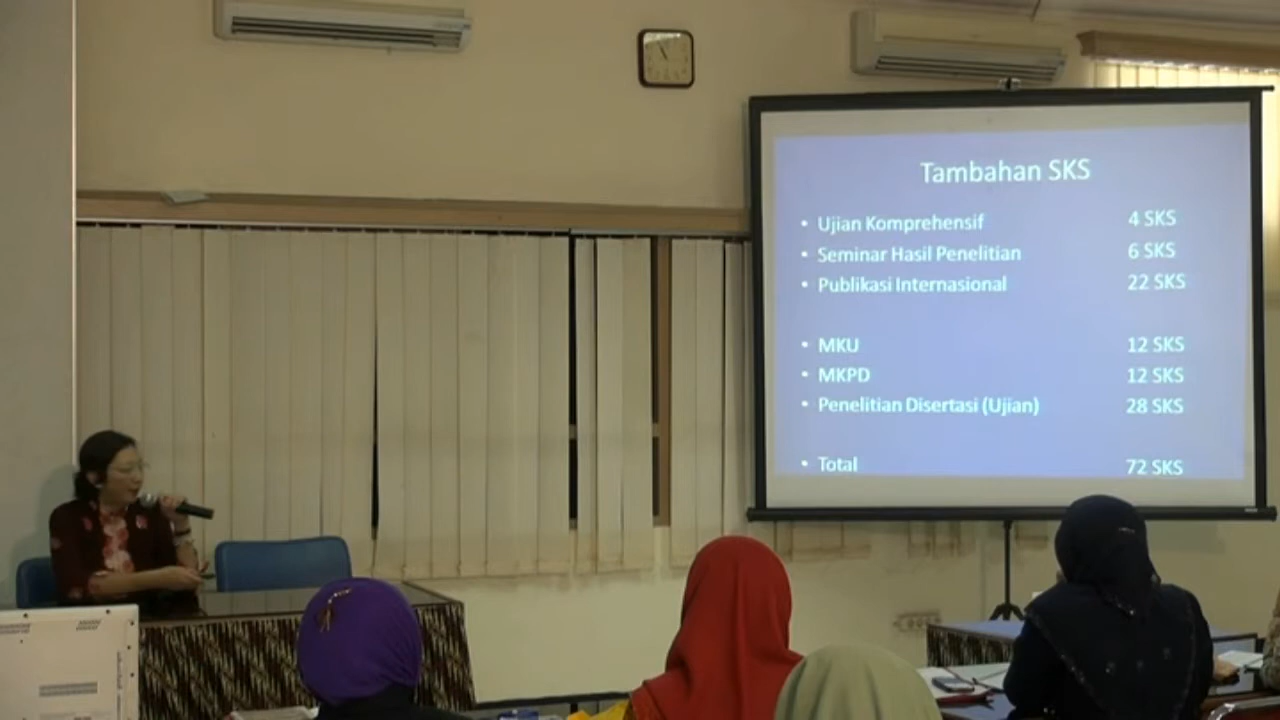 Tambahan SKS
• Ujian Komprehensif 4 SKS
• Seminar Hasil Penelitian 6 SKS
• Publikasi Internasional 22 SKS
• MKU 12 SKS
• MKPD 12 SKS
• Penelitian Disertasi (Ujian) 28 SKS
• Total 72 SKS